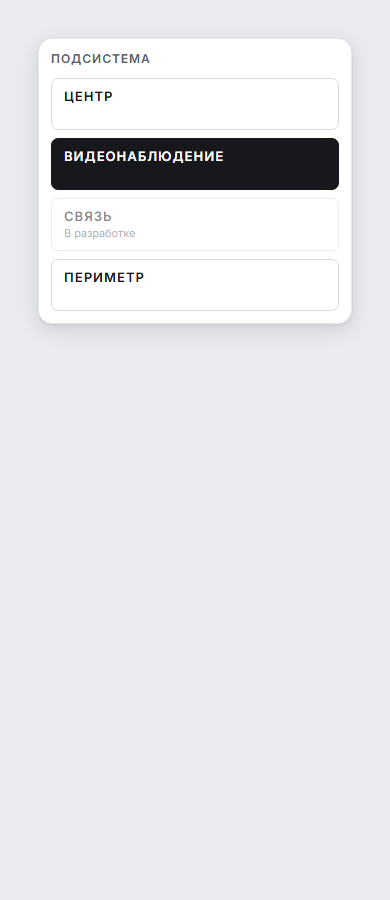 ПОДСИСТЕМА
ЦЕНТР
ВИДЕОНАБЛЮДЕНИЕ
СВЯЗЬ
В разработке
ПЕРИМЕТР